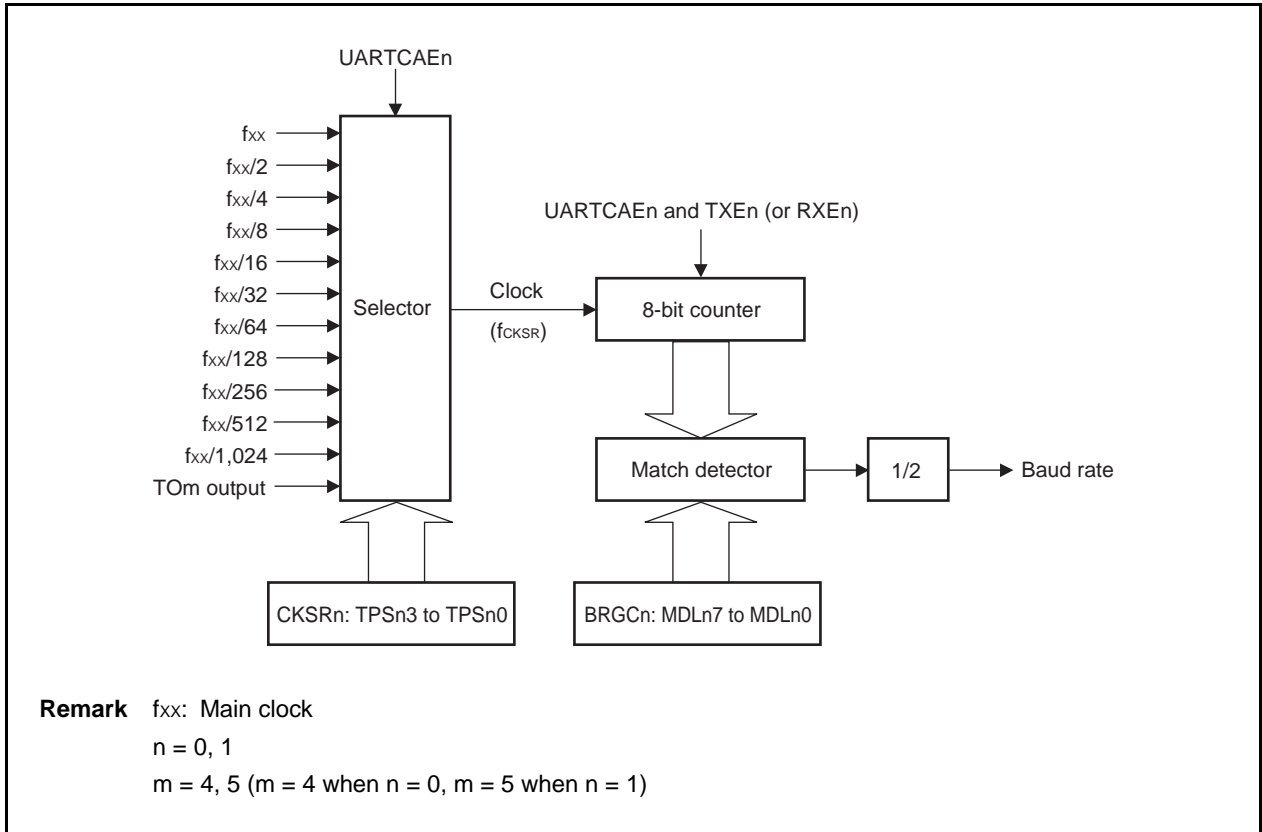 UARTCAEn
fxx
fxx/2
fxx/4
fxx/8
fxx/16
fxx/32
fxx/64
fxx/128
fxx/256
fxx/512
fxx/1,024
TOm output
Selector
Clock
(fCKSR)
UARTCAEn and TXEn (or RXEn)
8-bit counter
Match detector
1/2
Baud rate
CKSRn: TPSn3 to TPSn0
BRGCn: MDLn7 to MDLn0
Remark fxx: Main clock
n = 0, 1
m = 4, 5 (m = 4 when n = 0, m = 5 when n = 1)